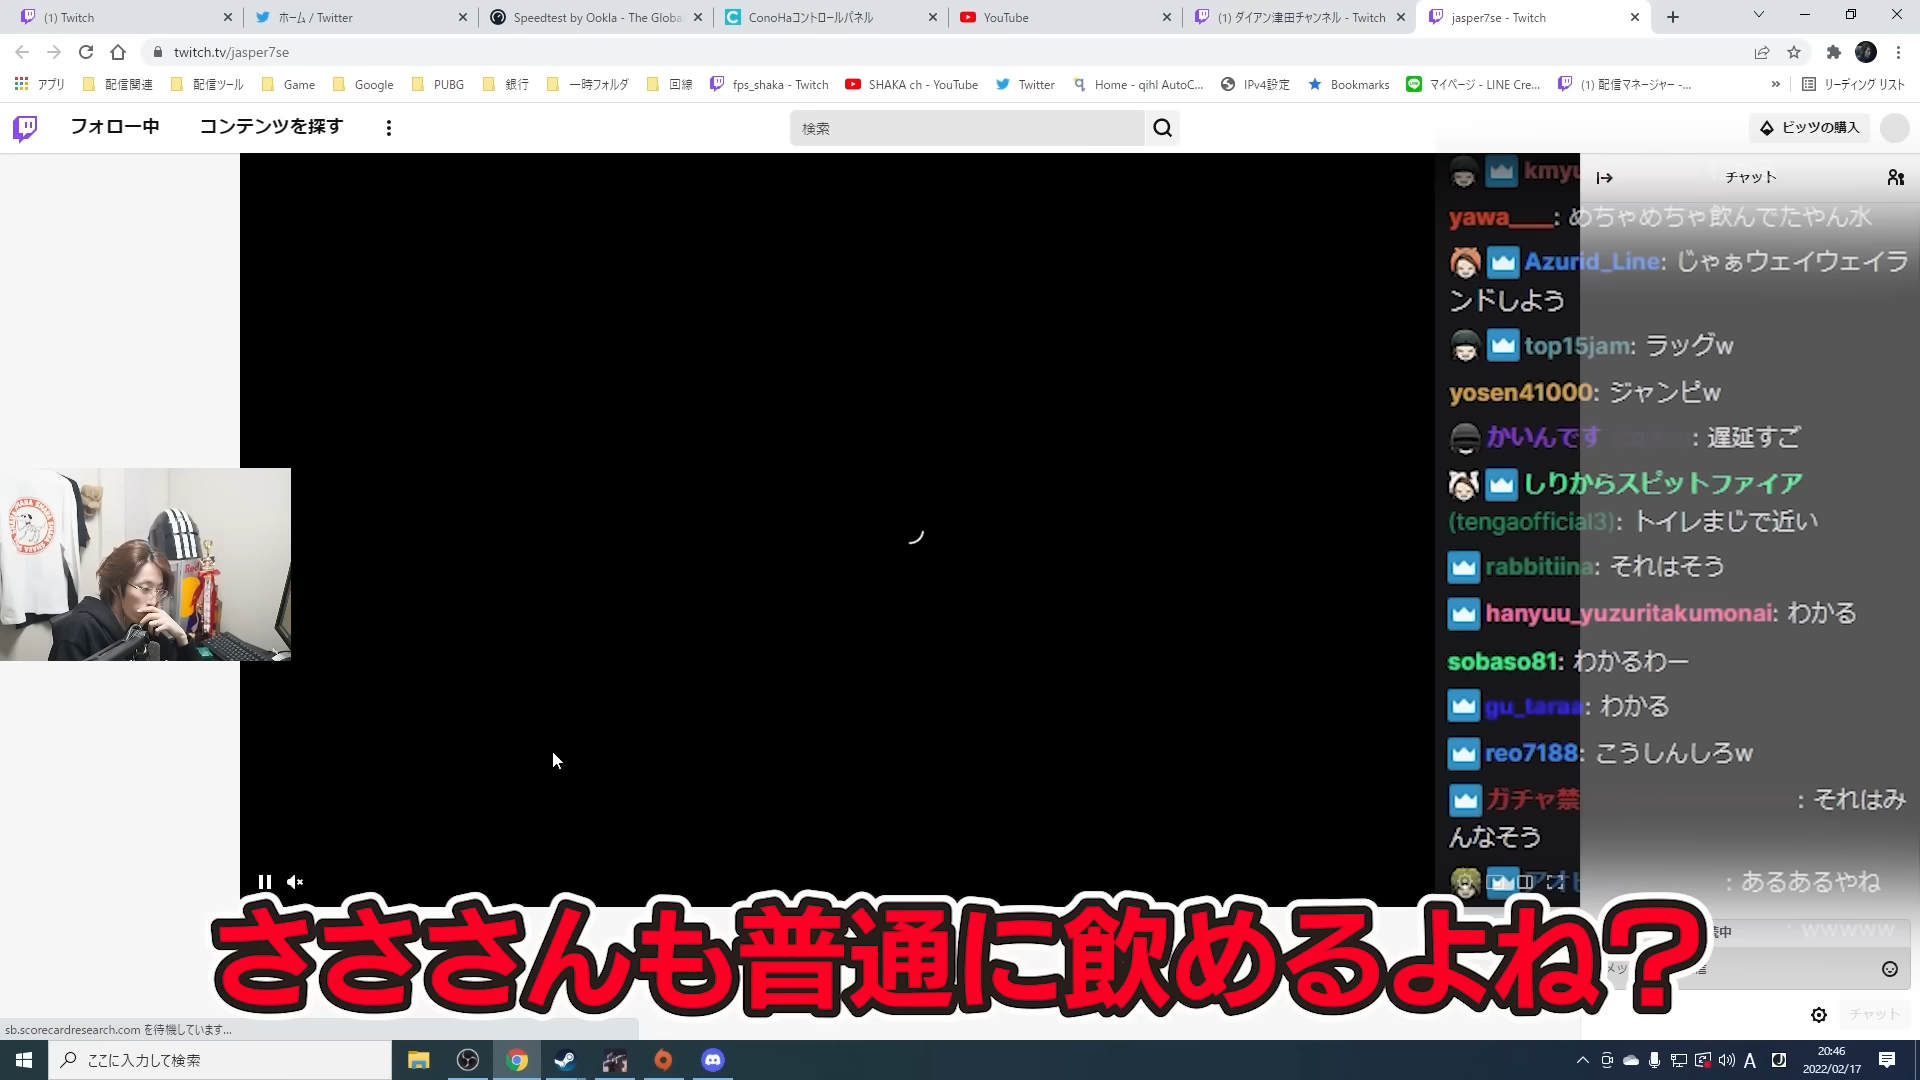 (1) Twitch
ホーム / Twitter
Speedtest by Ookla - The Globa
ConoHaコントロールパネル
YouTube
(1) ダイアン津田チャンネル - Twitch
jasper7se - Twitch
twitch.tv/jasper7se
アプリ
配信関連
配信ツール
Game
Google
PUBG
銀行
一時フォルダ
回線
fps_shaka - Twitch
SHAKA ch - YouTube
Twitter
Home - qihl AutoC...
IPv4設定
Bookmarks
マイページ - LINE Cre...
(1) 配信マネージャー -...
リーディング リスト
フォロー中
コンテンツを探す
検索
ビッツの購入
チャット
yawa____: めちゃめちゃ飲んでたやん水
Azurid_Line: じゃぁウェイウェイラ
ンドしよう
top15jam: ラッグw
yosen41000: ジャンピw
かいんです : 遅延すご
しりからスピットファイア
(tengaofficial3): トイレまじで近い
rabbitiina: それはそう
hanyuu_yuzuritakumonai: わかる
sobaso81: わかるわー
gu_taraa: わかる
reo7188: こうしんしろw
ガチャ禁 : それはみ
んなそう
: あるあるやね
: wwwww
さささんも普通に飲めるよね？
チャット
sb.scorecardresearch.com を待機しています...
ここに入力して検索
A
20:46
2022/02/17